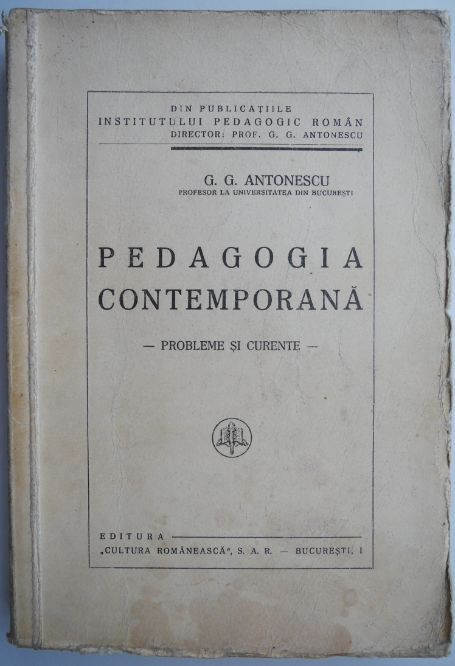 DIN PUBLICAȚIILE
INSTITUTULUI PEDAGOGIC ROMÂN
DIRECTOR: PROF. G. G. ANTONESCU
G. G. ANTONESCU
PROFESOR LA UNIVERSITATEA DIN BUCUREȘTI
PEDAGOGIA
CONTEMPORANĂ
— PROBLEME ȘI CURENTE —
EDITURA
„CULTURA ROMÂNEASCĂ", S. A. R. — BUCUREȘTI, I